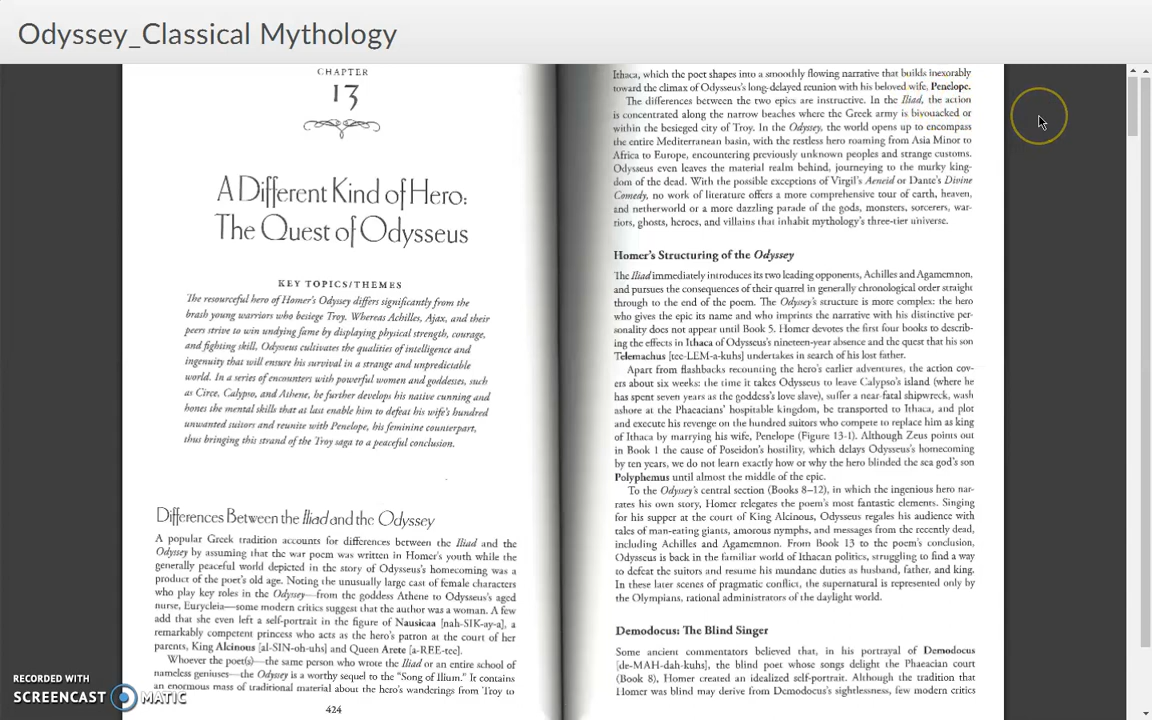 Odyssey_Classical Mythology
CHAPTER
13
A Different Kind of Hero:
The Quest of Odysseus
KEY TOPICS/THEMES
The resourceful hero of Homer's Odyssey differs significantly from the
brash young warriors who besiege Troy. Whereas Achilles, Ajax, and their
peers strive to win undying fame by displaying physical strength, courage,
and fighting skill, Odysseus cultivates the qualities of intelligence and
ingenuity that will ensure his survival in a strange and unpredictable
world. In a series of encounters with powerful women and goddesses, such
as Circe, Calypso, and Athene, he further develops his native cunning and
hones the mental skills that at last enable him to defeat his wife's hundred
unwanted suitors and reunite with Penelope, his feminine counterpart,
thus bringing this strand of the Troy saga to a peaceful conclusion.
Differences Between the Iliad and the Odyssey
A popular Greek tradition accounts for differences between the Iliad and the
Odyssey by assuming that the war poem was written in Homer's youth while the
generally peaceful world depicted in the story of Odysseus's homecoming was a
product of the poet's old age. Noting the unusually large cast of female characters
who play key roles in the Odyssey—from the goddess Athene to Odysseus's aged
nurse, Eurycleia—some modern critics suggest that the author was a woman. A few
add that she even left a self-portrait in the figure of Nausicaa [nah-SIK-ay-a], a
remarkably competent princess who acts as the hero's patron at the court of her
parents, King Alcinous [al-SIN-oh-uhs] and Queen Arete [a-REE-tee].
Whoever the poet(s)—the same person who wrote the Iliad or an entire school of
nameless geniuses—the Odyssey is a worthy sequel to the "Song of Ilium." It contains
an enormous mass of traditional material about the hero's wanderings from Troy to
424
Ithaca, which the poet shapes into a smoothly flowing narrative that builds inexorably
toward the climax of Odysseus's long-delayed reunion with his beloved wife, Penelope.
The differences between the two epics are instructive. In the Iliad, the action
is concentrated along the narrow beaches where the Greek army is bivouacked or
within the besieged city of Troy. In the Odyssey, the world opens up to encompass
the entire Mediterranean basin, with the restless hero roaming from Asia Minor to
Africa to Europe, encountering previously unknown peoples and strange customs.
Odysseus even leaves the material realm behind, journeying to the murky king-
dom of the dead. With the possible exceptions of Virgil's Aeneid or Dante's Divine
Comedy, no work of literature offers a more comprehensive tour of earth, heaven,
and netherworld or a more dazzling parade of the gods, monsters, sorcerers, war-
riors, ghosts, heroes, and villains that inhabit mythology's three-tier universe.
Homer's Structuring of the Odyssey
The Iliad immediately introduces its two leading opponents, Achilles and Agamemnon,
and pursues the consequences of their quarrel in generally chronological order straight
through to the end of the poem. The Odyssey's structure is more complex: the hero
who gives the epic its name and who imprints the narrative with his distinctive per-
sonality does not appear until Book 5. Homer devotes the first four books to describ-
ing the effects in Ithaca of Odysseus's nineteen-year absence and the quest that his son
Telemachus [tee-LEM-a-kuhs] undertakes in search of his lost father.
Apart from flashbacks recounting the hero's earlier adventures, the action cov-
ers about six weeks: the time it takes Odysseus to leave Calypso's island (where he
has spent seven years as the goddess's love slave), suffer a near-fatal shipwreck, wash
ashore at the Phaeacians' hospitable kingdom, be transported to Ithaca, and plot
and execute his revenge on the hundred suitors who compete to replace him as king
of Ithaca by marrying his wife, Penelope (Figure 13-1). Although Zeus points out
in Book 1 the cause of Poseidon's hostility, which delays Odysseus's homecoming
by ten years, we do not learn exactly how or why the hero blinded the sea god's son
Polyphemus until almost the middle of the epic.
To the Odyssey's central section (Books 8–12), in which the ingenious hero nar-
rates his own story, Homer relegates the poem's most fantastic elements. Singing
for his supper at the court of King Alcinous, Odysseus regales his audience with
tales of man-eating giants, amorous nymphs, and messages from the recently dead,
including Achilles and Agamemnon. From Book 13 to the poem's conclusion,
Odysseus is back in the familiar world of Ithacan politics, struggling to find a way
to defeat the suitors and resume his mundane duties as husband, father, and king.
In these later scenes of pragmatic conflict, the supernatural is represented only by
the Olympians, rational administrators of the daylight world.
Demodocus: The Blind Singer
Some ancient commentators believed that, in his portrayal of Demodocus
[de-MAH-dah-kuhs], the blind poet whose songs delight the Phaeacian court
(Book 8), Homer created an idealized self-portrait. Although the tradition that
Homer was blind may derive from Demodocus's sightlessness, few modern critics
RECORDED WITH
SCREENCAST MATIC